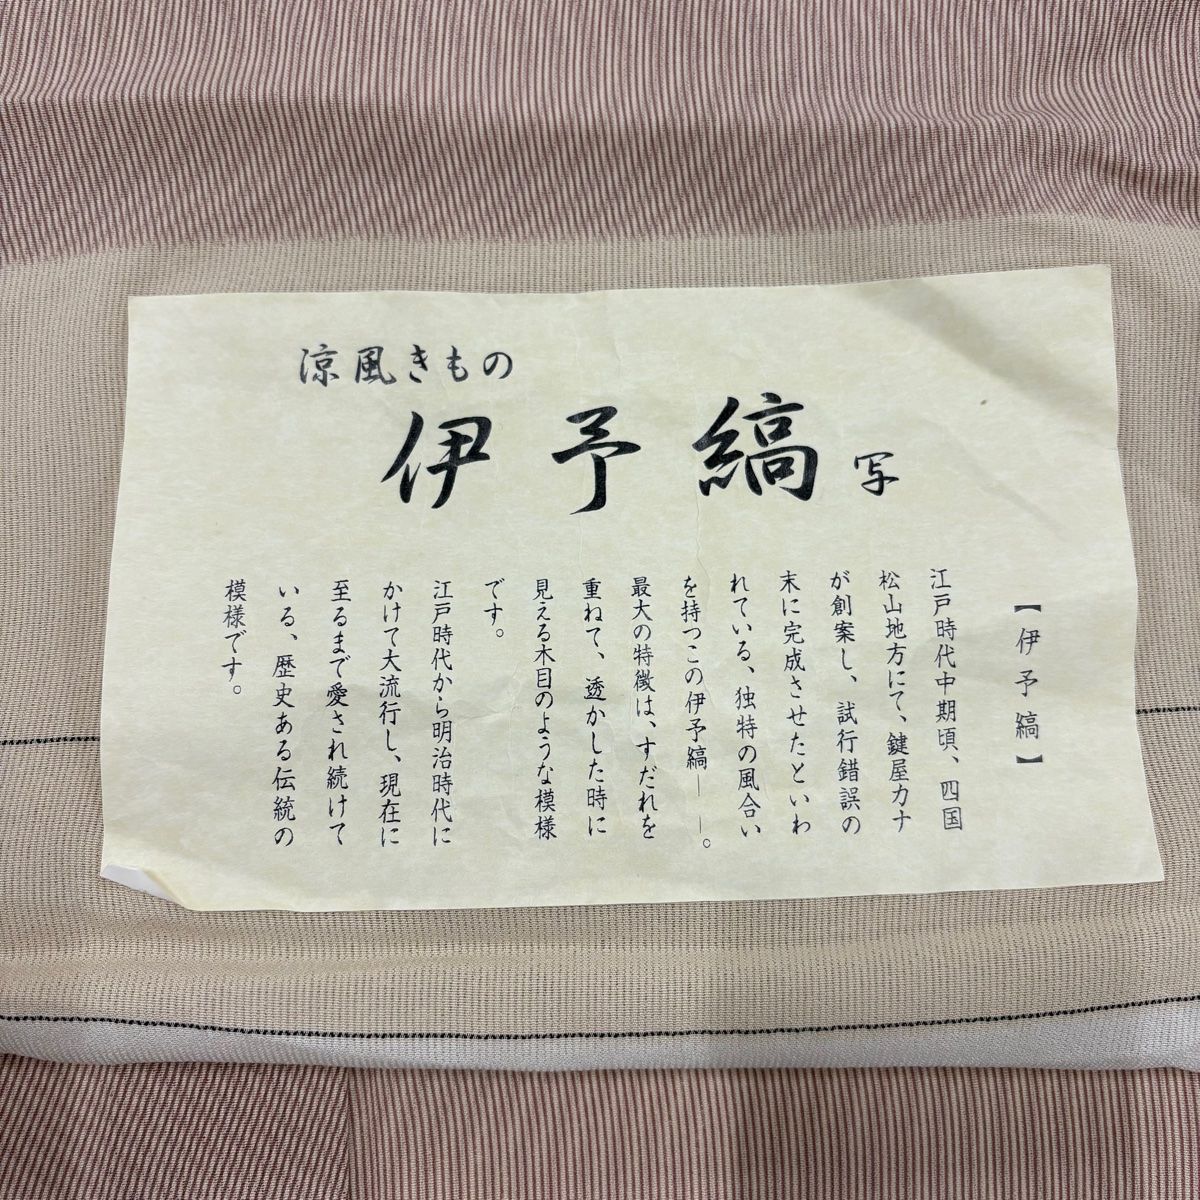 涼風きもの
伊予縞写
【伊予縞】
江戸時代中期頃、四国
松山地方にて、鍵屋カナ
が創案し、試行錯誤の
末に完成させたといわ
れている、独特の風合い
を持つこの伊予縞――。
最大の特徴は、すだれを
重ねて、透かした時に
見える木目のような模様
です。
江戸時代から明治時代に
かけて大流行し、現在に
至るまで愛され続けて
いる、歴史ある伝統の
模様です。